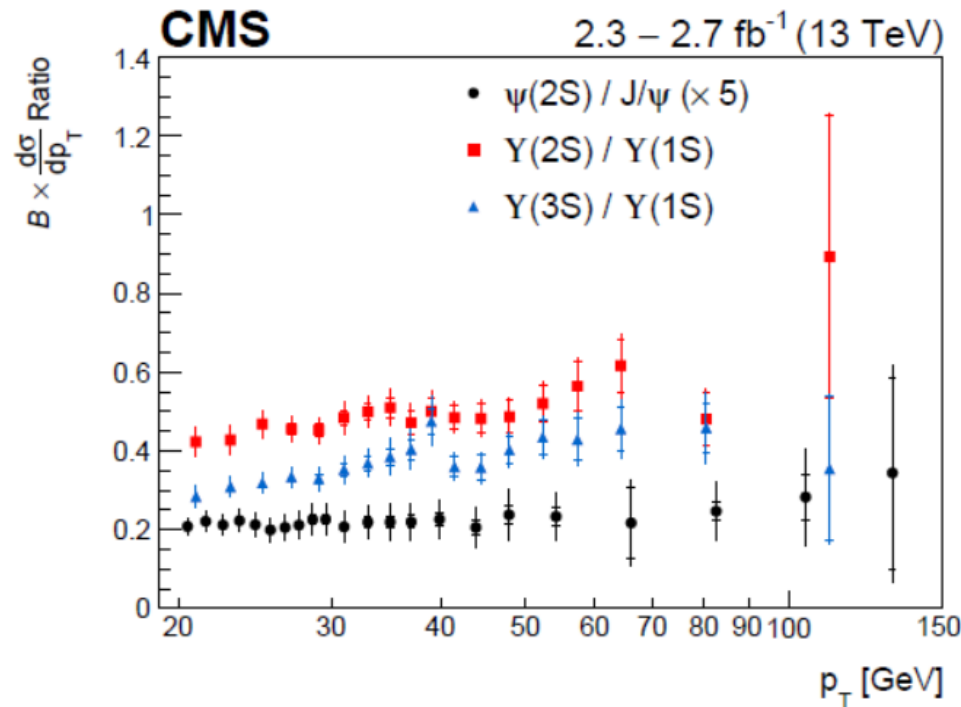 CMS 2.3 – 2.7 fb⁻¹ (13 TeV)
B × dσ/dp_T Ratio
1.4
1.2
1
0.8
0.6
0.4
0.2
0
ψ(2S) / J/ψ (× 5)
Υ(2S) / Υ(1S)
Υ(3S) / Υ(1S)
20 30 40 50 60 70 80 90 100 150
p_T [GeV]